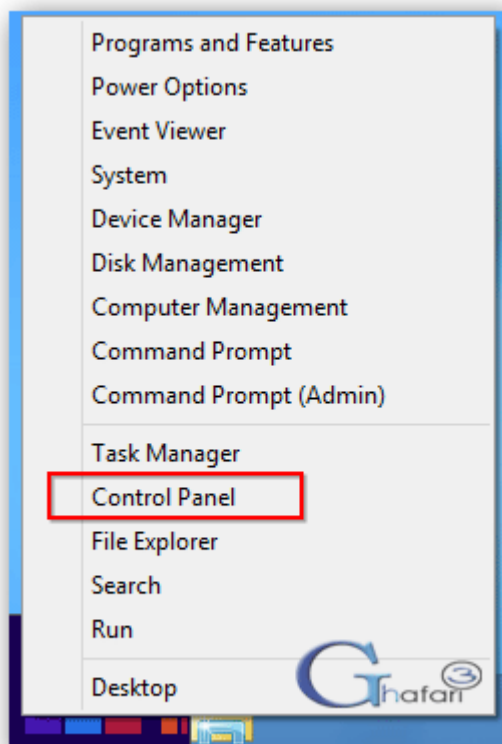 Programs and Features
Power Options
Event Viewer
System
Device Manager
Disk Management
Computer Management
Command Prompt
Command Prompt (Admin)
Task Manager
Control Panel
File Explorer
Search
Run
Desktop
Ghafari 3